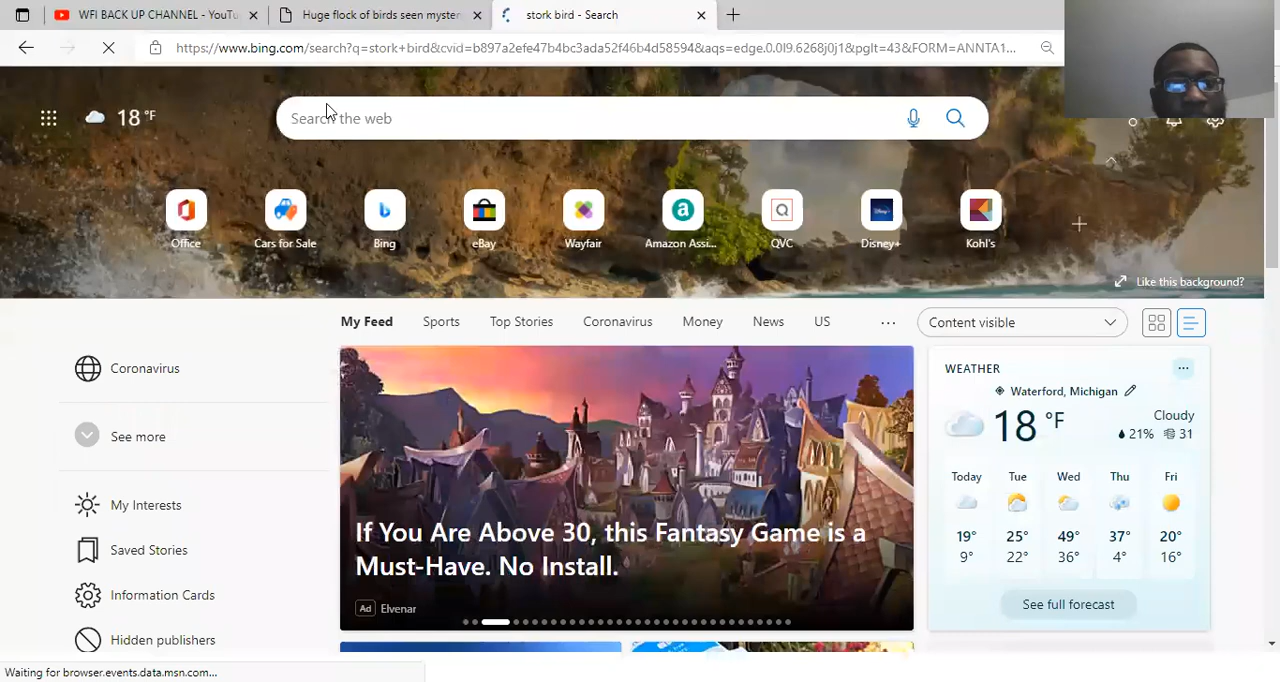 WFI BACK UP CHANNEL - YouTu
Huge flock of birds seen myster
stork bird - Search
https://www.bing.com/search?q=stork+bird&cvid=b897a2efe47b4bc3ada52f46b4d58594&aqs=edge.0.0l9.6268j0j1&pglt=43&FORM=ANNTA1...
18 °F
Search the web
Office
Cars for Sale
Bing
eBay
Wayfair
Amazon Assi...
QVC
Disney+
Kohl's
Like this background?
My Feed
Sports
Top Stories
Coronavirus
Money
News
US
...
Content visible
Coronavirus
See more
My Interests
Saved Stories
Information Cards
Hidden publishers
If You Are Above 30, this Fantasy Game is a
Must-Have. No Install.
Ad Elvenar
WEATHER
Waterford, Michigan
18 °F
Cloudy
21% 31
Today Tue Wed Thu Fri
19° 25° 49° 37° 20°
9° 22° 36° 4° 16°
See full forecast
Waiting for browser.events.data.msn.com...